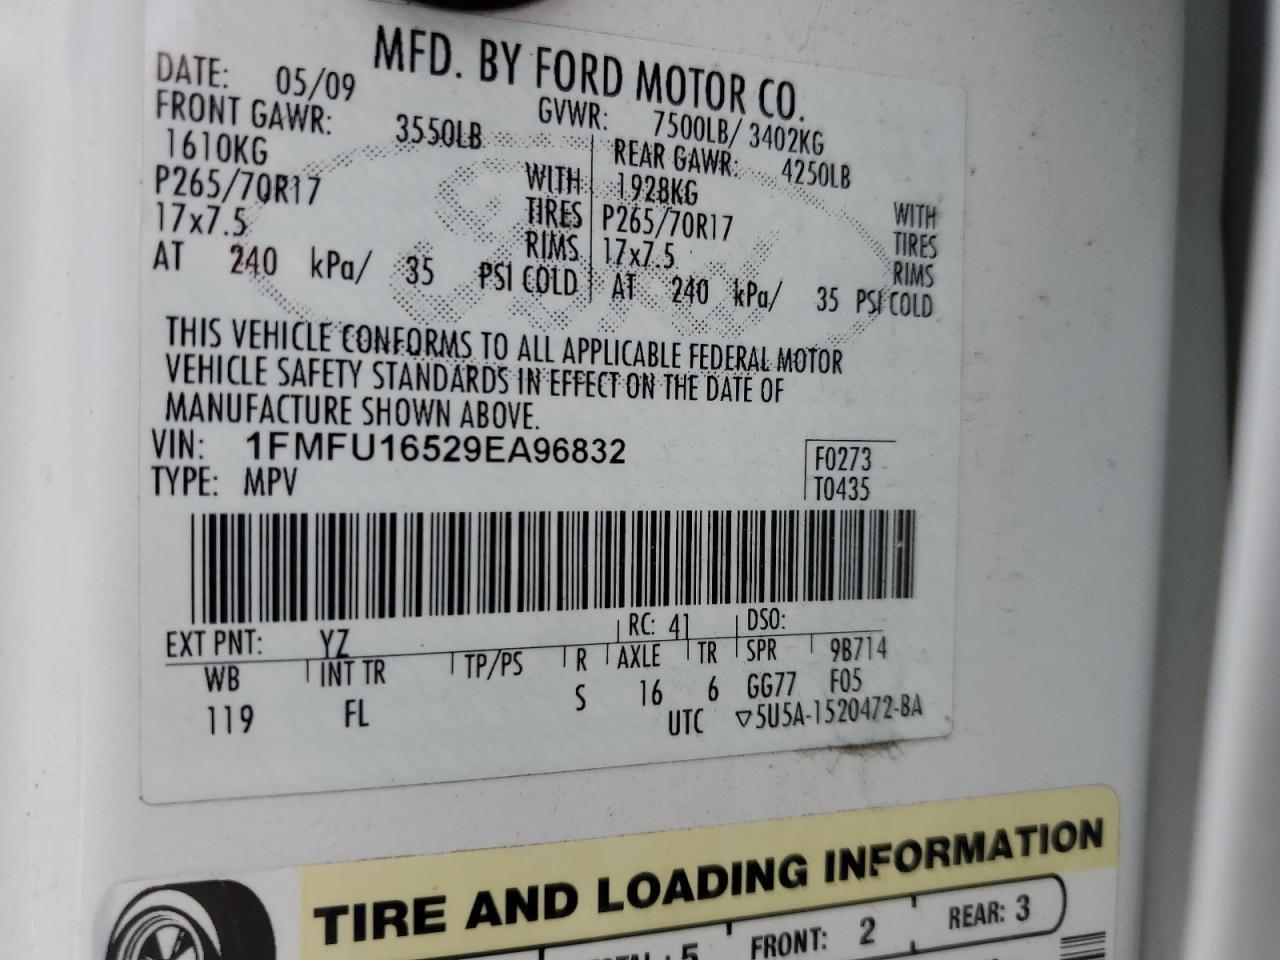 MFD. BY FORD MOTOR CO.
DATE: 05/09 GVWR: 7500LB/ 3402KG
FRONT GAWR: 3550LB REAR GAWR: 4250LB
1610KG WITH 1928KG WITH
P265/70R17 TIRES P265/70R17 TIRES
17x7.5 RIMS 17x7.5 RIMS
AT 240 kPa/ 35 PSI COLD AT 240 kPa/ 35 PSI COLD
THIS VEHICLE CONFORMS TO ALL APPLICABLE FEDERAL MOTOR
VEHICLE SAFETY STANDARDS IN EFFECT ON THE DATE OF
MANUFACTURE SHOWN ABOVE.
VIN: 1FMFU16529EA96832 F0273
TYPE: MPV T0435
EXT PNT: YZ RC: 41 DSO:
WB INT TR TP/PS R AXLE TR SPR 9B714
119 FL S 16 6 GG77 F05
UTC ▽5U5A-1520472-BA
TIRE AND LOADING INFORMATION
5 FRONT: 2 REAR: 3